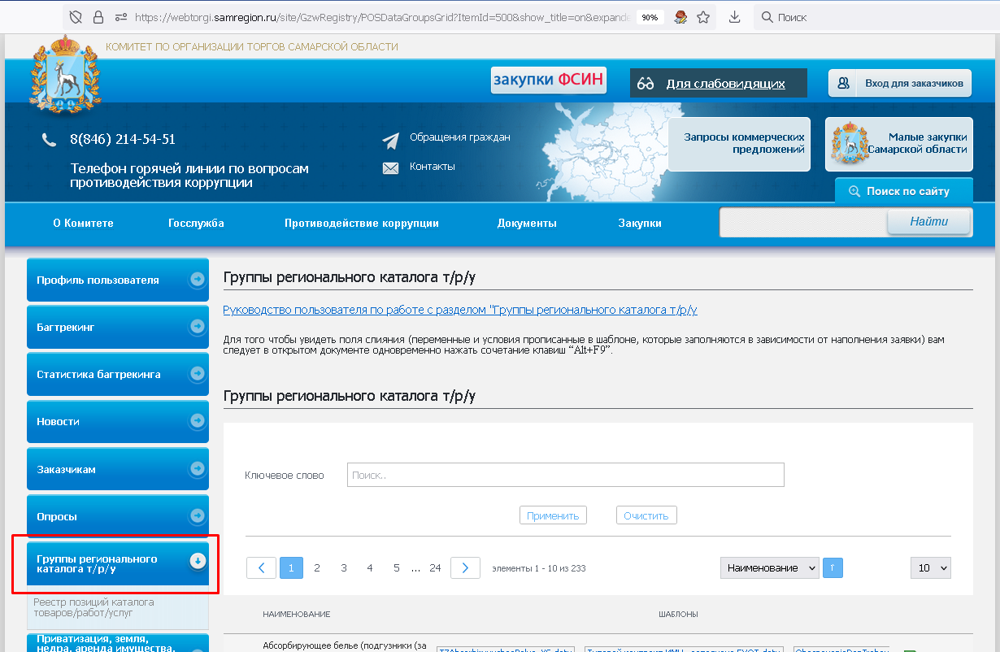 https://webtorgi.samregion.ru/site/GzwRegistry/POSDataGroupsGrid?ItemId=500&show_title=on&expande
90%
Поиск
КОМИТЕТ ПО ОРГАНИЗАЦИИ ТОРГОВ САМАРСКОЙ ОБЛАСТИ
закупки ФСИН
Для слабовидящих
Вход для заказчиков
8(846) 214-54-51
Телефон горячей линии по вопросам
противодействия коррупции
Обращения граждан
Контакты
Запросы коммерческих
предложений
Малые закупки
Самарской области
Поиск по сайту
О Комитете
Госслужба
Противодействие коррупции
Документы
Закупки
Найти
Профиль пользователя
Багтрекинг
Статистика багтрекинга
Новости
Заказчикам
Опросы
Группы регионального
каталога т/р/у
Реестр позиций каталога
товаров/работ/услуг
Приватизация, земля,
недра, аренда имущества,
Группы регионального каталога т/р/у
Руководство пользователя по работе с разделом "Группы регионального каталога т/р/у
Для того чтобы увидеть поля слияния (переменные и условия прописанные в шаблоне, которые заполняются в зависимости от наполнения заявки) вам
следует в открытом документе одновременно нажать сочетание клавиш “Alt+F9”.
Группы регионального каталога т/р/у
Ключевое слово
Поиск..
Применить
Очистить
1 2 3 4 5 ... 24
элементы 1 - 10 из 233
Наименование
10
НАИМЕНОВАНИЕ
ШАБЛОНЫ
Абсорбирующее белье (подгузники (за